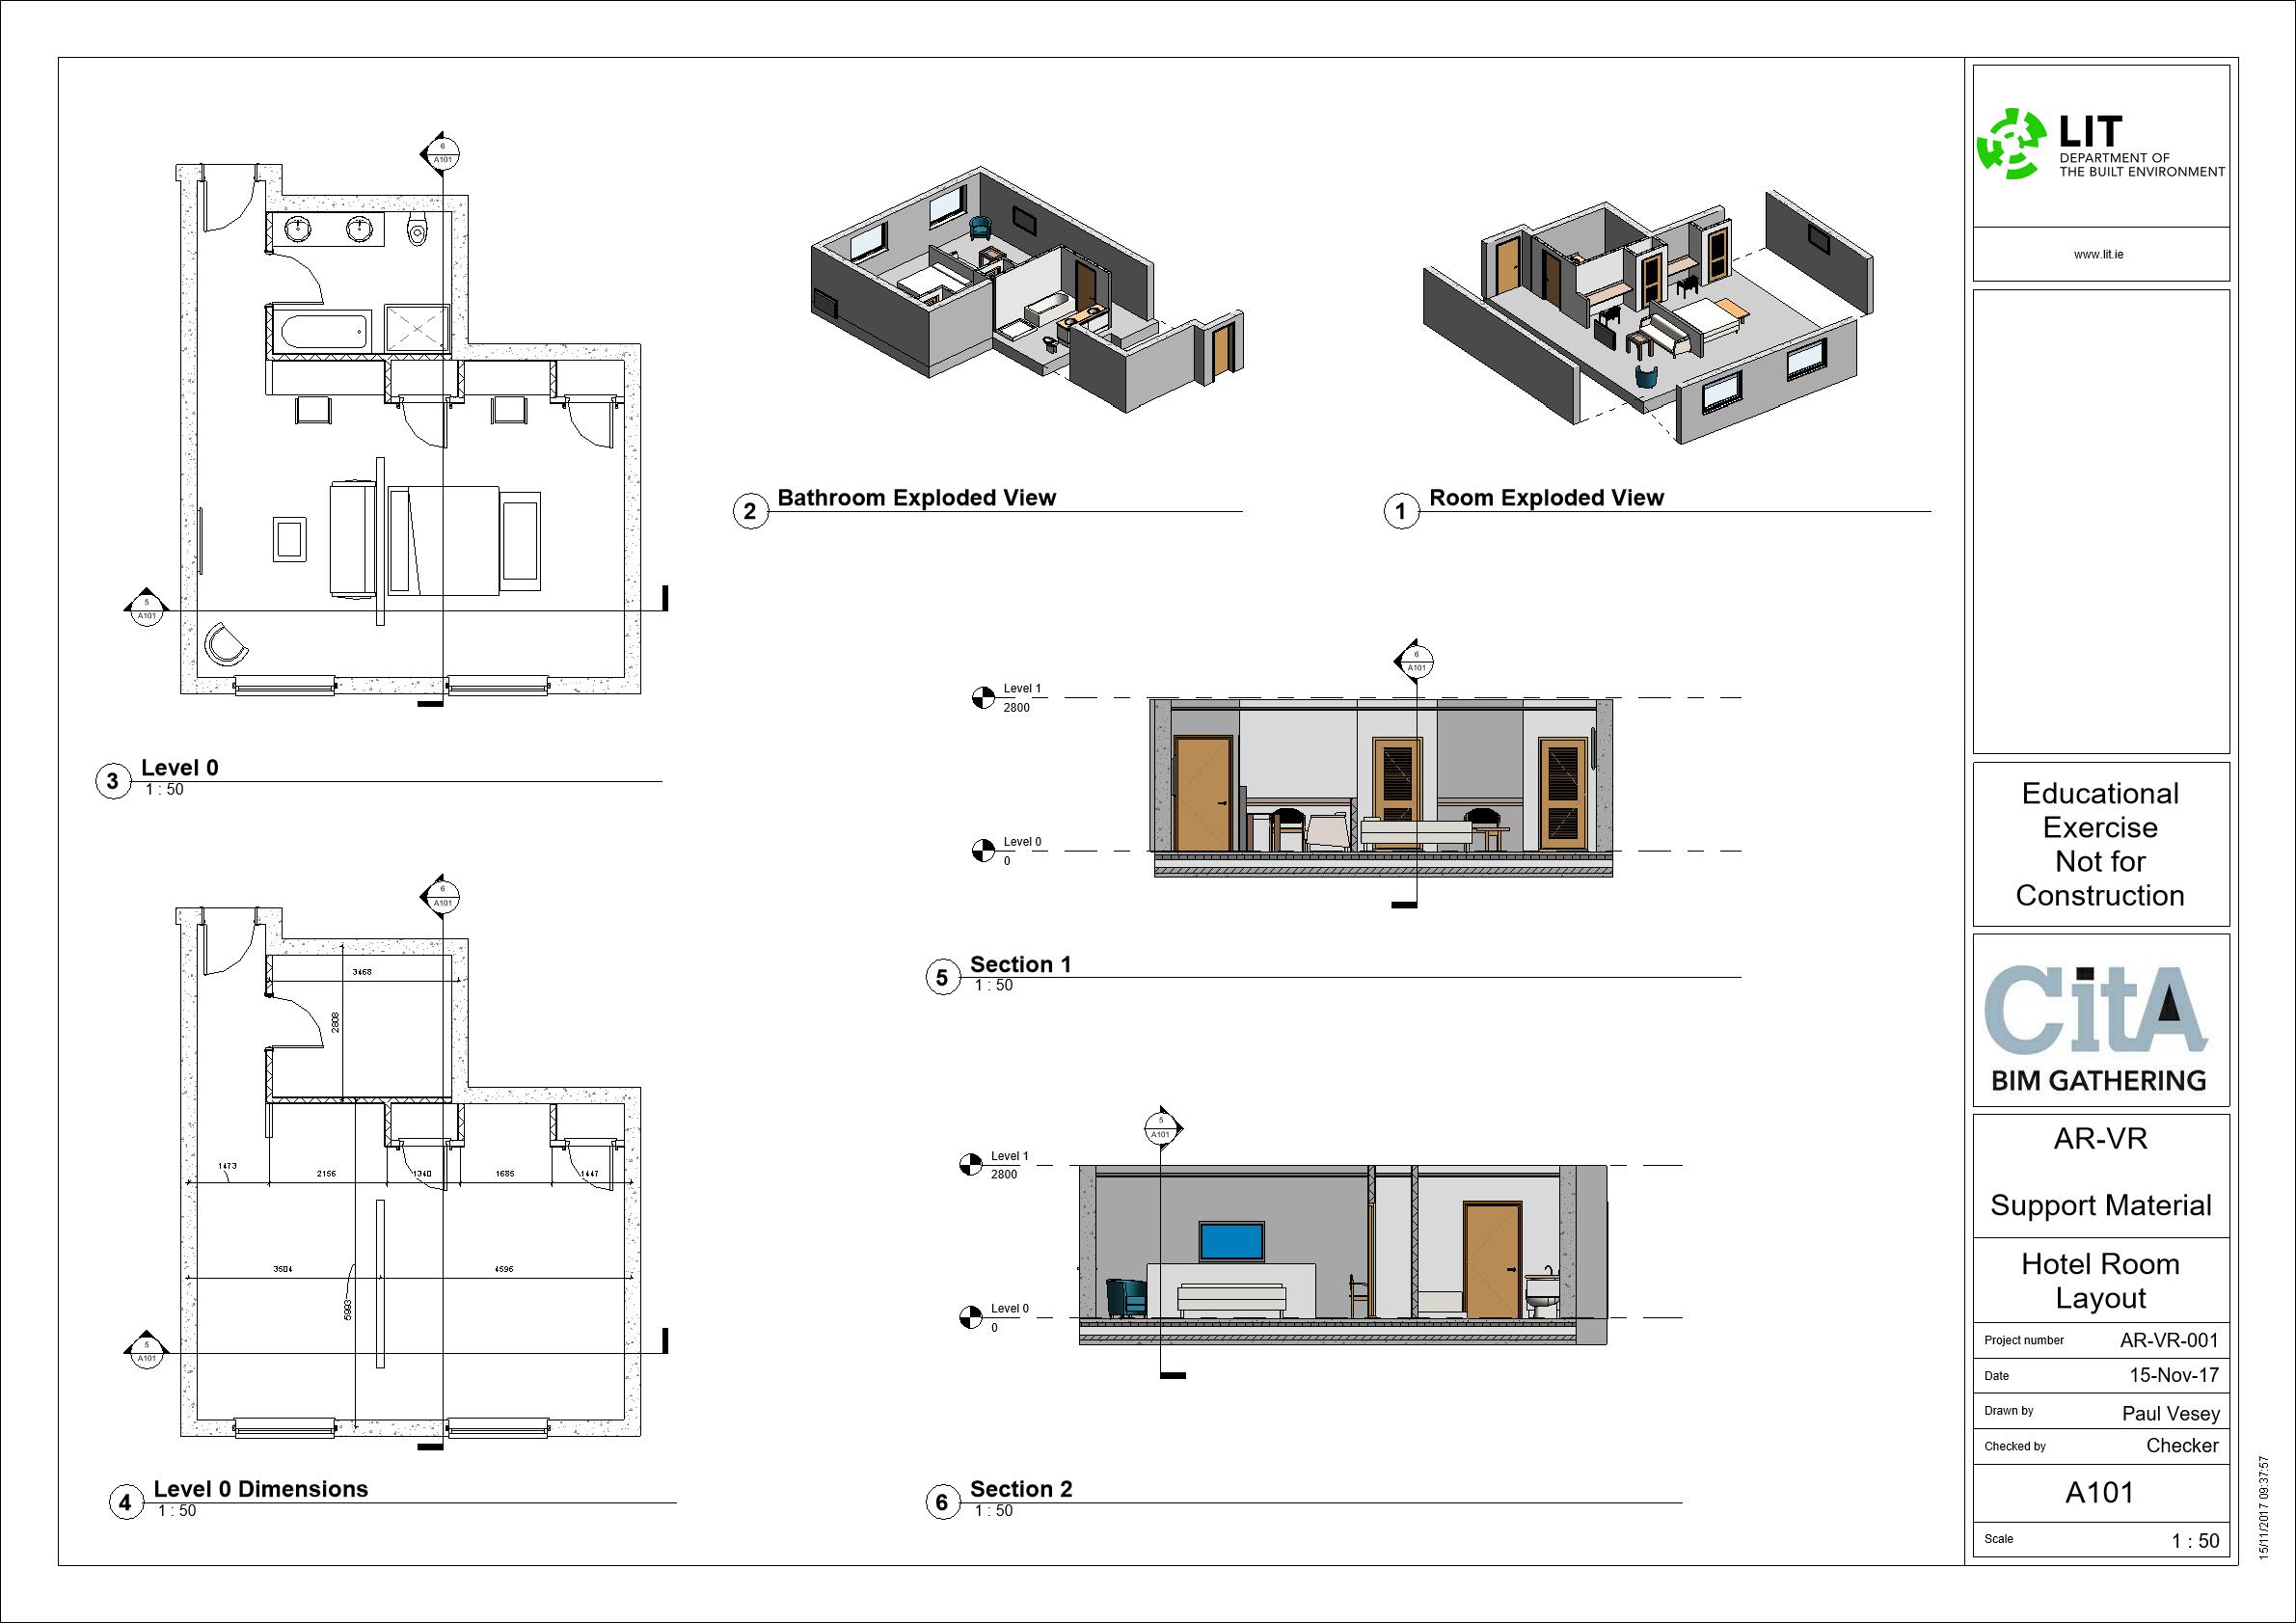 6
A101
5
A101
3
Level 0
1 : 50
2
Bathroom Exploded View
1
Room Exploded View
6
A101
Level 1
2800
Level 0
0
5
Section 1
1 : 50
6
A101
3468
2808
1473
2156
1340
1685
1447
3504
4596
5993
5
A101
4
Level 0 Dimensions
1 : 50
5
A101
Level 1
2800
Level 0
0
6
Section 2
1 : 50
LIT
DEPARTMENT OF
THE BUILT ENVIRONMENT
www.lit.ie
Educational
Exercise
Not for
Construction
CitA
BIM GATHERING
AR-VR
Support Material
Hotel Room
Layout
Project number AR-VR-001
Date 15-Nov-17
Drawn by Paul Vesey
Checked by Checker
A101
Scale 1 : 50
15/11/2017 09:37:57